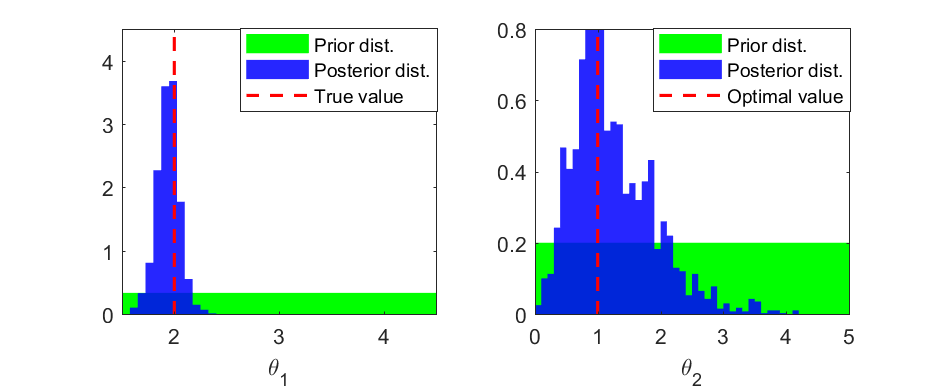 Prior dist.
Posterior dist.
True value
4
3
2
1
0
2
3
4
θ1
Prior dist.
Posterior dist.
Optimal value
0.8
0.6
0.4
0.2
0
0
1
2
3
4
5
θ2